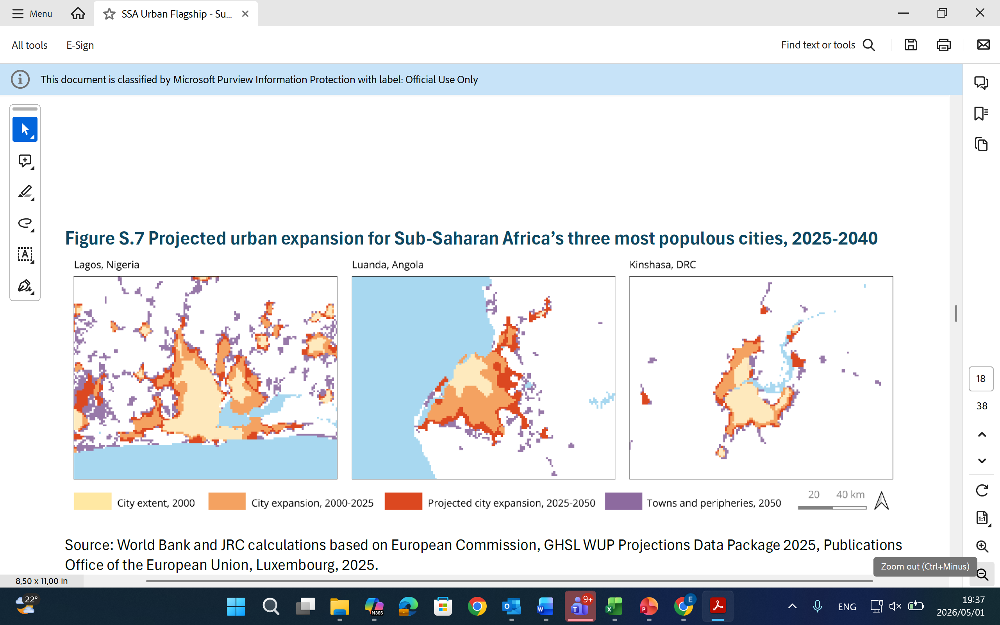 Menu
SSA Urban Flagship - Su...
All tools
E-Sign
Find text or tools
This document is classified by Microsoft Purview Information Protection with label: Official Use Only
Figure S.7 Projected urban expansion for Sub-Saharan Africa’s three most populous cities, 2025-2040
Lagos, Nigeria
Luanda, Angola
Kinshasa, DRC
City extent, 2000
City expansion, 2000-2025
Projected city expansion, 2025-2050
Towns and peripheries, 2050
20 40 km
Source: World Bank and JRC calculations based on European Commission, GHSL WUP Projections Data Package 2025, Publications
Office of the European Union, Luxembourg, 2025.
18
38
1:1
Zoom out (Ctrl+Minus)
8,50 x 11,00 in
22°
M365
O
W
T
9+
X
P
E
ENG
19:37
2026/05/01